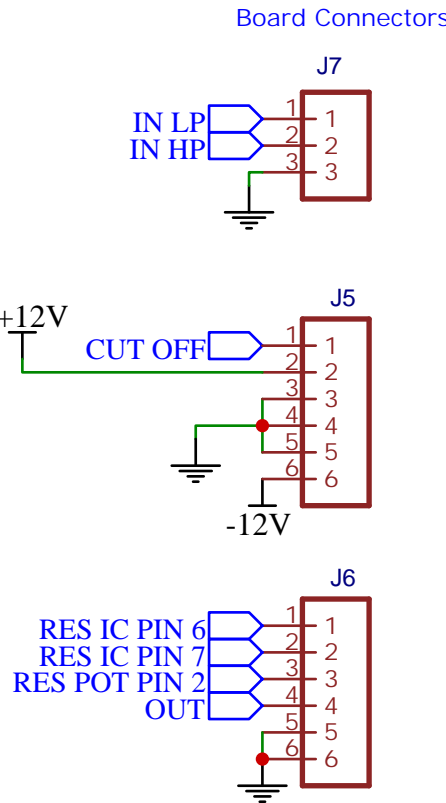 Board Connectors
J7
IN LP 1 1
IN HP 2 2
3 3
J5
+12V
CUT OFF 1 1
2 2
3 3
4 4
5 5
6 6
-12V
J6
RES IC PIN 6 1 1
RES IC PIN 7 2 2
RES POT PIN 2 3 3
OUT 4 4
5 5
6 6